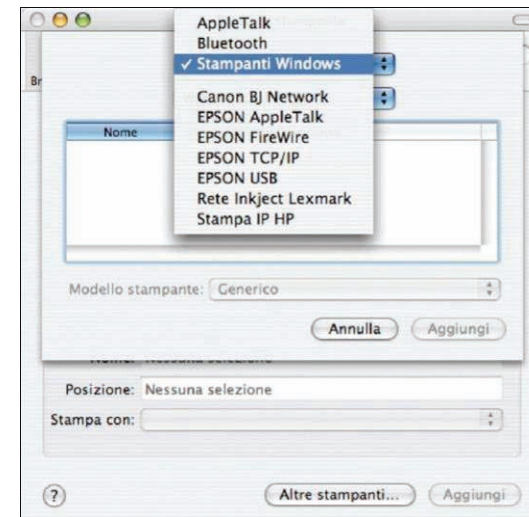 AppleTalk
Bluetooth
✓ Stampanti Windows
Br
Canon BJ Network
EPSON AppleTalk
Nome
EPSON FireWire
EPSON TCP/IP
EPSON USB
Rete Inkject Lexmark
Stampa IP HP
Modello stampante: Generico
Annulla Aggiungi
Nome: Nessuna selezione
Posizione: Nessuna selezione
Stampa con:
? Altre stampanti... Aggiungi